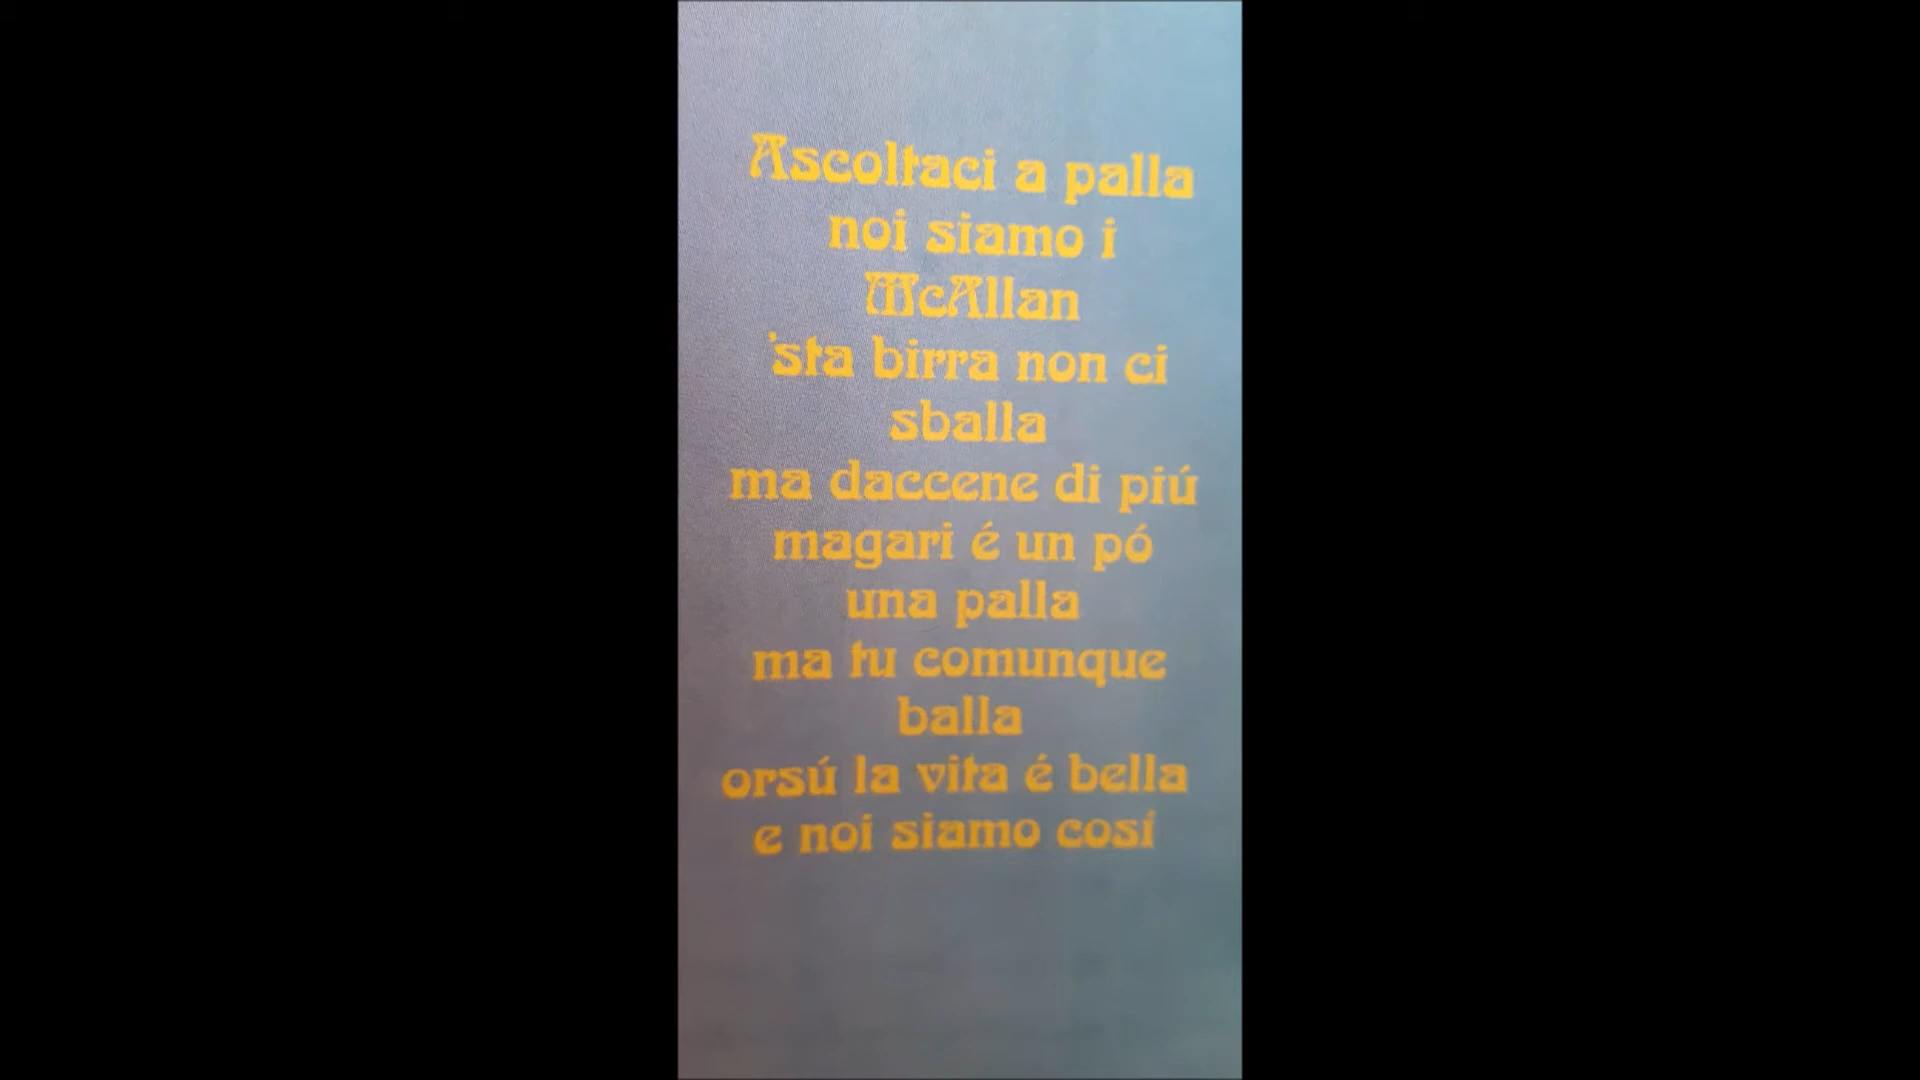 Ascoltaci a palla
noi siamo i
McAllan
'sta birra non ci
sballa
ma daccene di piú
magari é un pó
una palla
ma tu comunque
balla
orsú la vita é bella
e noi siamo cosí